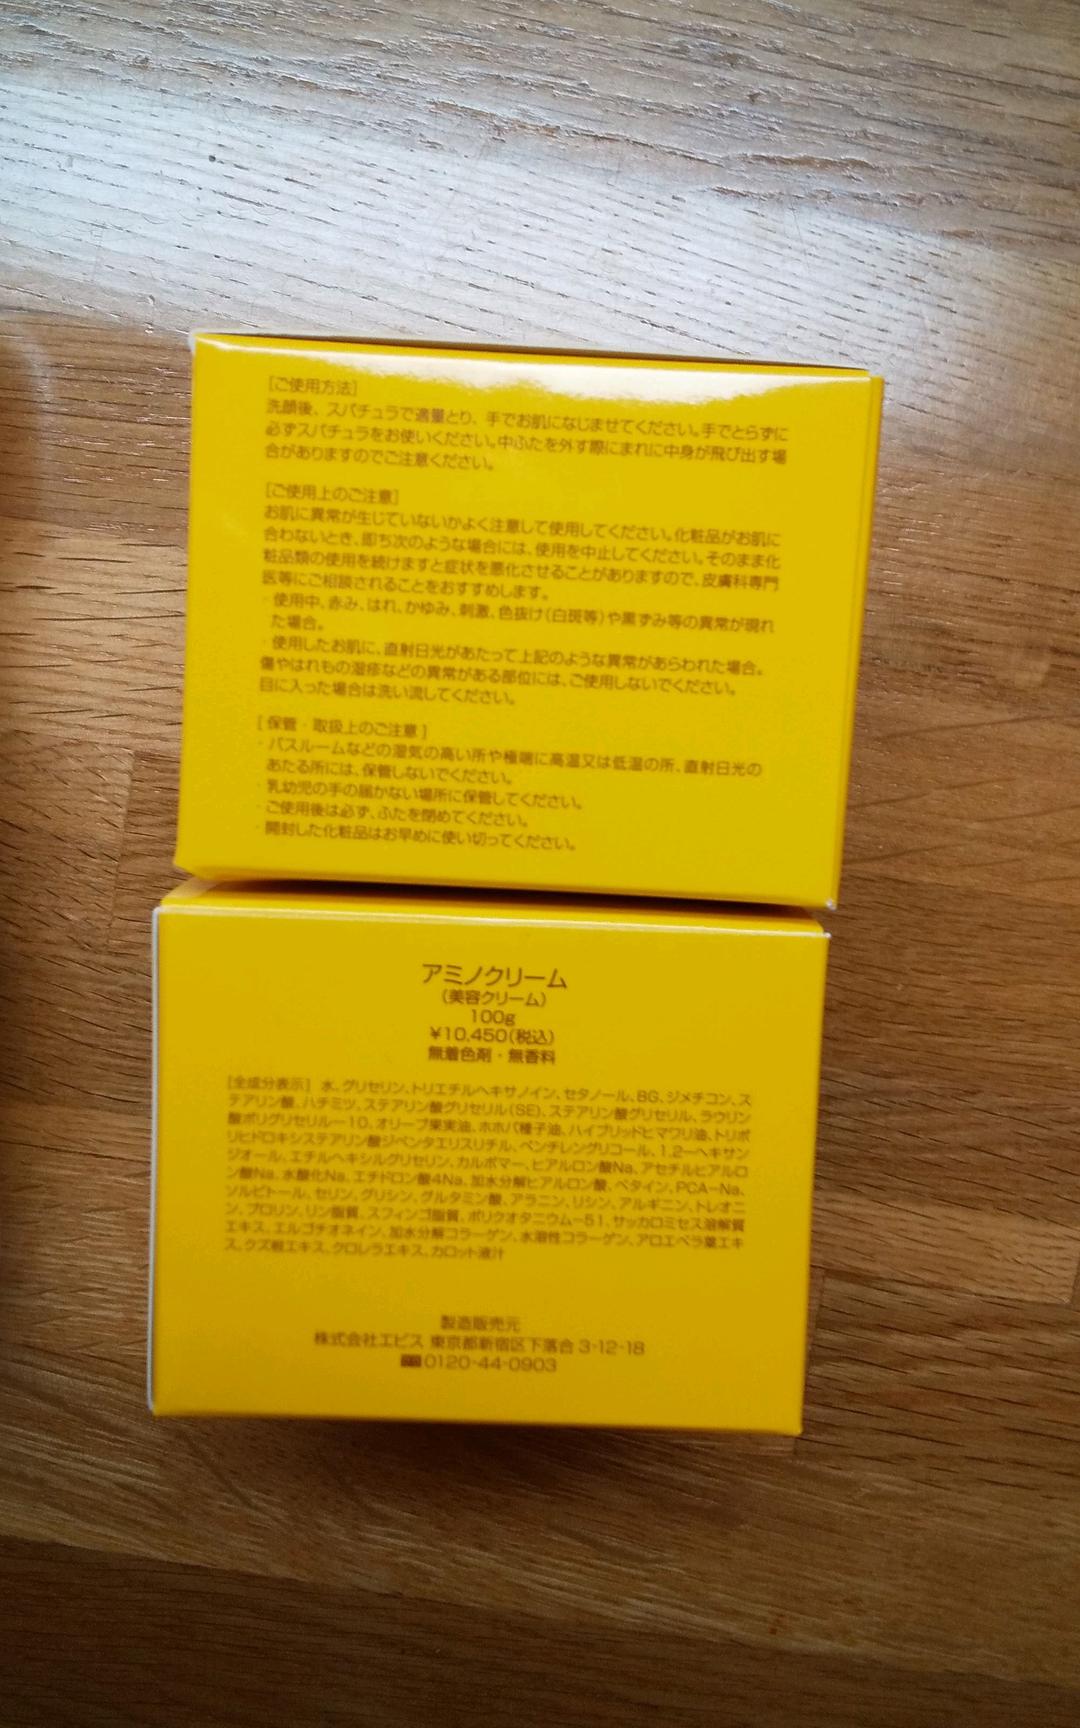 [ご使用方法]
洗顔後、スパチュラで適量とり、手でお肌になじませてください。手でとらずに
必ずスパチュラをお使いください。中ふたを外す際にまれに中身が飛び出す場
合がありますのでご注意ください。
[ご使用上のご注意]
お肌に異常が生じていないかよく注意して使用してください。化粧品がお肌に
合わないとき、即ち次のような場合には、使用を中止してください。そのまま化
粧品類の使用を続けますと症状を悪化させることがありますので、皮膚科専門
医等にご相談されることをおすすめします。
・使用中、赤み、はれ、かゆみ、刺激、色抜け(白斑等)や黒ずみ等の異常が現れ
た場合。
・使用したお肌に、直射日光があたって上記のような異常があらわれた場合。
傷やはれもの湿疹などの異常がある部位には、ご使用しないでください。
目に入った場合は洗い流してください。
[保管・取扱上のご注意]
・バスルームなどの湿気の高い所や極端に高温又は低温の所、直射日光の
あたる所には、保管しないでください。
・乳幼児の手の届かない場所に保管してください。
・ご使用後は必ず、ふたを閉めてください。
・開封した化粧品はお早めに使い切ってください。
アミノクリーム
(美容クリーム)
100g
¥10,450(税込)
無着色剤・無香料
[全成分表示] 水、グリセリン、トリエチルヘキサノイン、セタノール、BG、ジメチコン、ス
テアリン酸、ハチミツ、ステアリン酸グリセリル(SE)、ステアリン酸グリセリル、ラウリン
酸ポリグリセリル−10、オリーブ果実油、ホホバ種子油、ハイブリッドヒマワリ油、トリポ
リヒドロキシステアリン酸ジペンタエリスリチル、ペンチレングリコール、1,2−ヘキサン
ジオール、エチルヘキシルグリセリン、カルボマー、ヒアルロン酸Na、アセチルヒアルロ
ン酸Na、水酸化Na、エチドロン酸4Na、加水分解ヒアルロン酸、ベタイン、PCA−Na、
ソルビトール、セリン、グリシン、グルタミン酸、アラニン、リシン、アルギニン、トレオニ
ン、プロリン、リン脂質、スフィンゴ脂質、ポリクオタニウム−51、サッカロミセス溶解質
エキス、エルゴチオネイン、加水分解コラーゲン、水溶性コラーゲン、アロエベラ葉エキ
ス、クズ根エキス、クロレラエキス、カロット液汁
製造販売元
株式会社エビス 東京都新宿区下落合 3-12-18
0120-44-0903